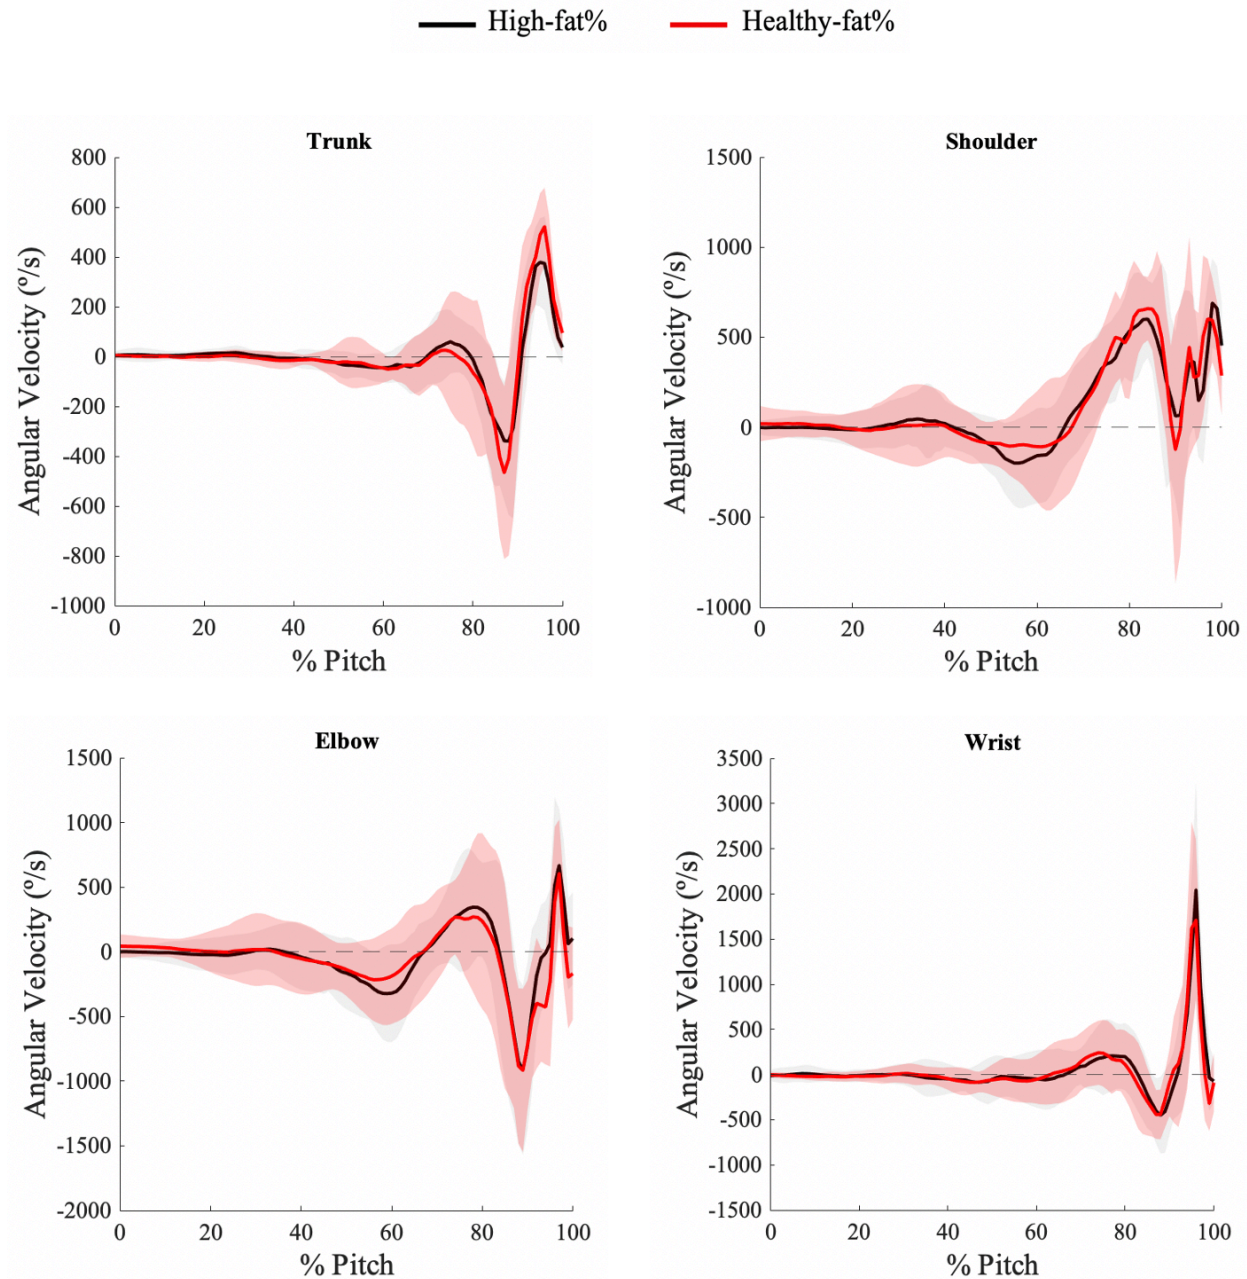 High-fat% Healthy-fat%
Trunk
800
600
400
200
0
-200
-400
-600
-800
-1000
0 20 40 60 80 100
Angular Velocity (º/s)
% Pitch
Shoulder
1500
1000
500
0
-500
-1000
0 20 40 60 80 100
Angular Velocity (º/s)
% Pitch
Elbow
1500
1000
500
0
-500
-1000
-1500
-2000
0 20 40 60 80 100
Angular Velocity (º/s)
% Pitch
Wrist
3500
3000
2500
2000
1500
1000
500
0
-500
-1000
-1500
0 20 40 60 80 100
Angular Velocity (º/s)
% Pitch